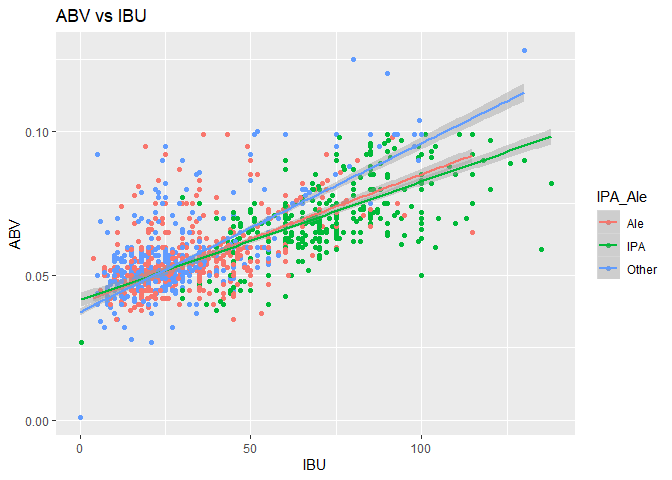 ABV vs IBU
ABV
0.10
0.05
0.00
0
50
100
IBU
IPA_Ale
Ale
IPA
Other